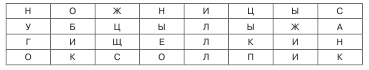 Н О Ж Н И Ц Ы С
У Б Ц Ы Л Ы Ж А
Г И Щ Е Л К И Н
О К С О Л П И К